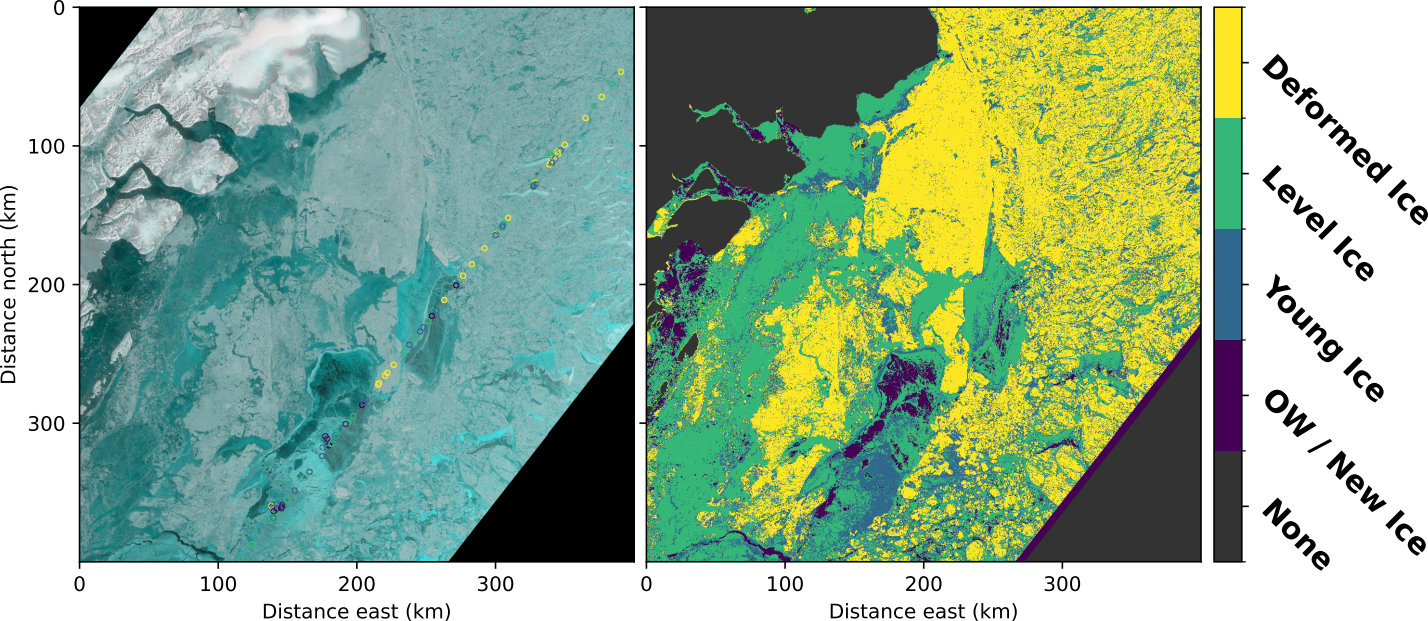 0
100
200
300
Distance north (km)
0 100 200 300
Distance east (km)
0 100 200 300
Distance east (km)
Deformed Ice
Level Ice
Young Ice
OW / New Ice
None